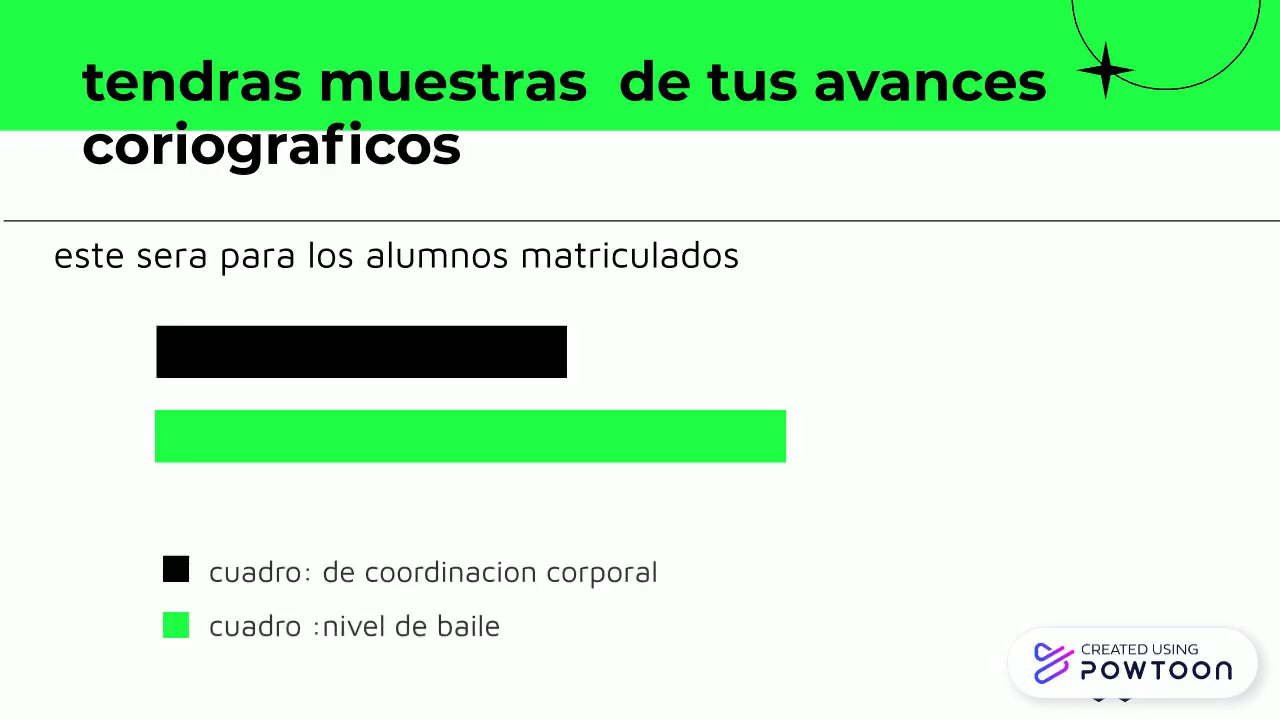 tendras muestras  de tus avances
coriograficos
este sera para los alumnos matriculados
cuadro: de coordinacion corporal
cuadro :nivel de baile
CREATED USING
POWTOON